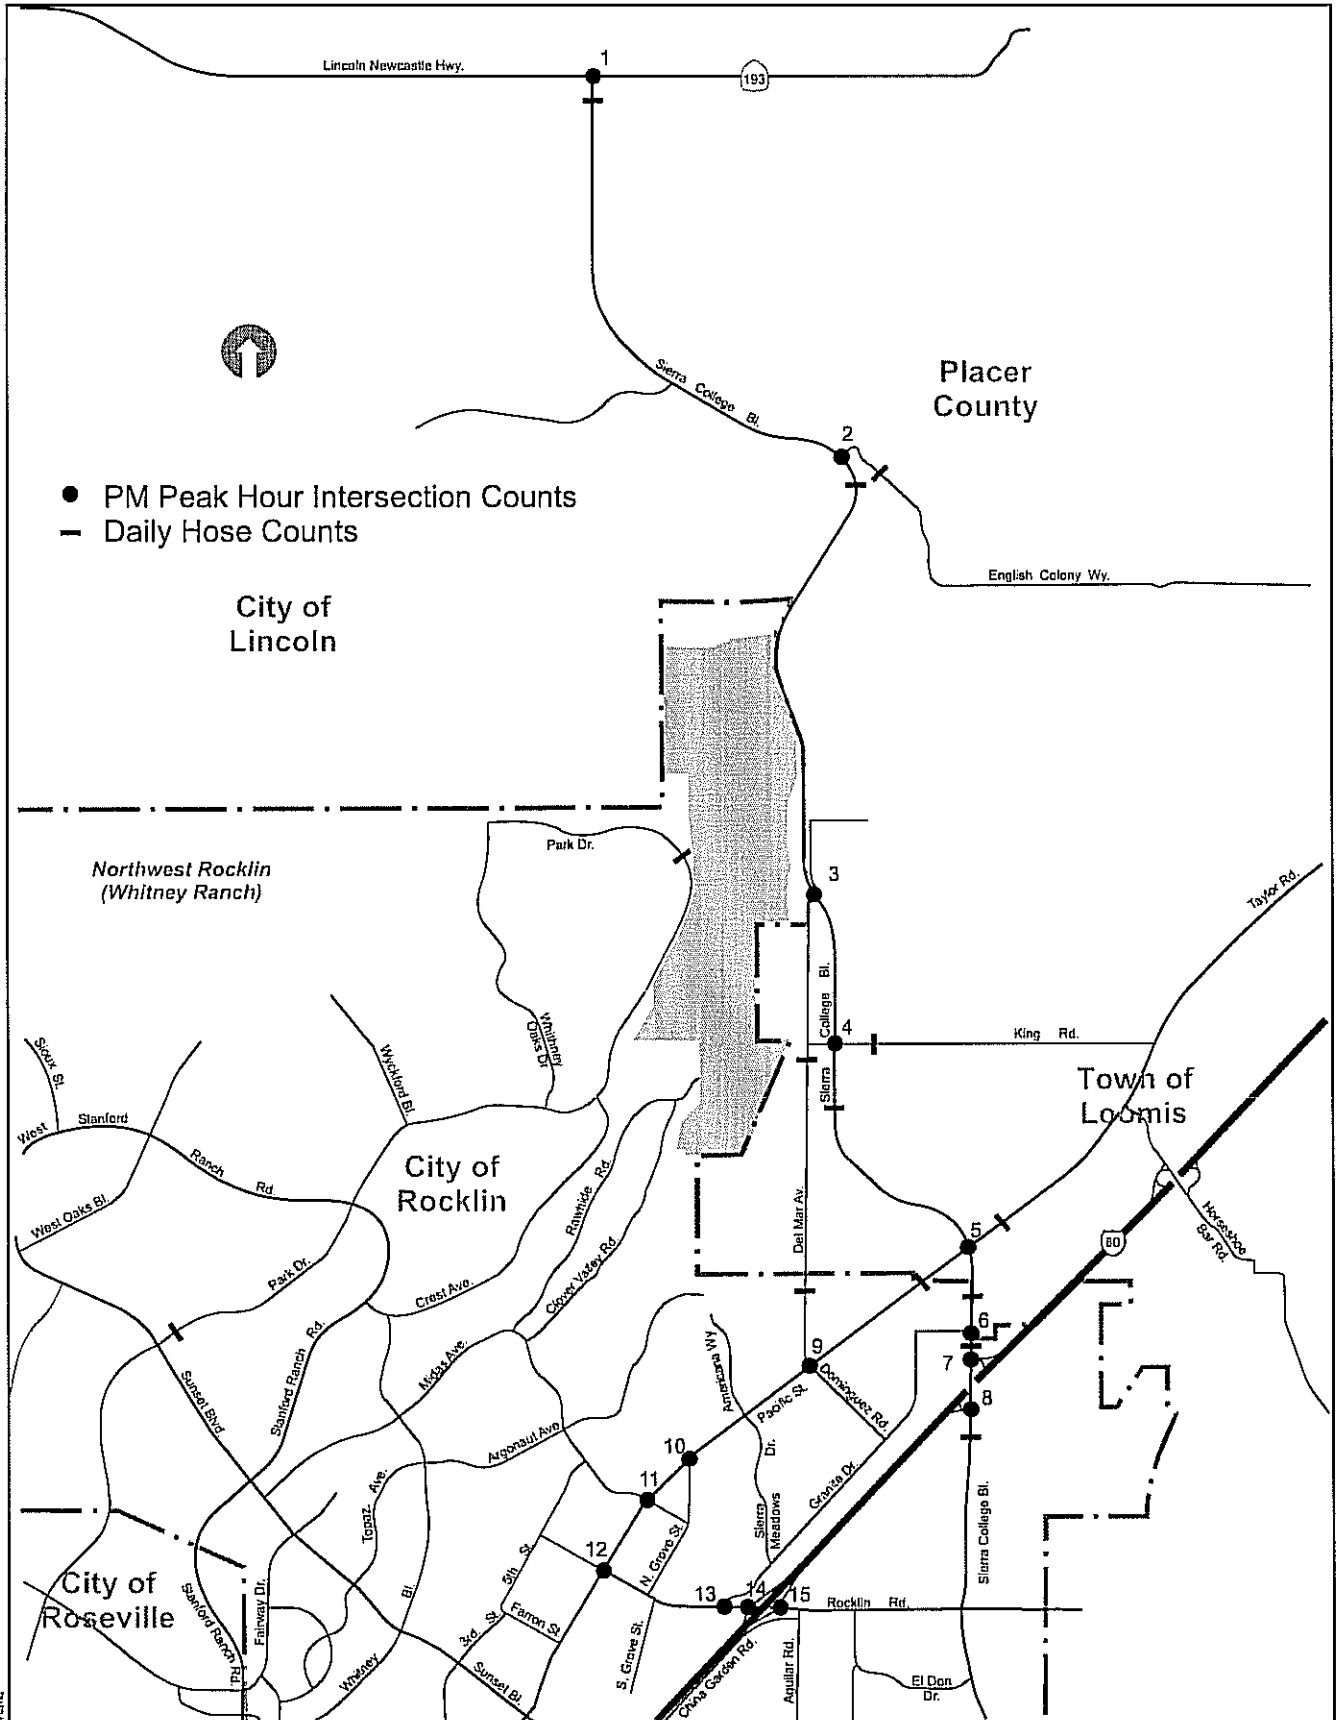 Lincoln Newcastle Hwy.
1
193
Sierra College Bl.
Placer
County
2
PM Peak Hour Intersection Counts
Daily Hose Counts
English Colony Wy.
City of
Lincoln
Park Dr.
Northwest Rocklin
(Whitney Ranch)
3
Taylor Rd.
Sierra College Bl.
4
King Rd.
Whithney
Oaks Dr
Sioux St.
Wyckford Bl.
Town of
Loomis
West Stanford Ranch Rd.
City of
Rocklin
Rawhide Rd.
West Oaks Bl.
Del Mar Av.
Horseshoe
Bar Rd.
5
80
Clover Valley Rd.
Park Dr.
Crest Ave.
6
Stanford Ranch Rd.
Midas Ave.
Americana Wy
9
7
Dominguez Rd.
Pacific St.
8
Sunset Blvd.
Argonaut Ave
10
Granite Dr.
11
Topaz Ave.
Sierra
Meadows
Dr.
Sierra College Bl.
12
5th St.
N. Grove St.
13
14
15
Rocklin Rd.
City of
Roseville
Stanford Ranch Rd.
Fairway Dr.
Bl.
3rd. St.
Farron St
S. Grove St.
China Garden Rd.
Aguilar Rd.
Whitney
Sunset Bl.
El Don
Dr.